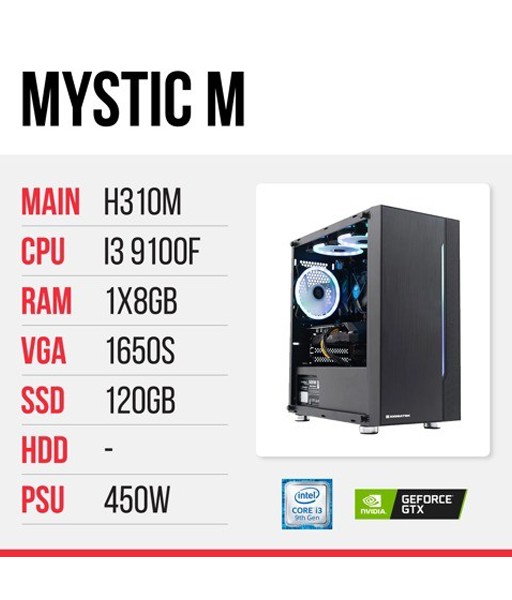 MYSTIC M
MAIN H310M
CPU I3 9100F
RAM 1X8GB
VGA 1650S
SSD 120GB
HDD -
PSU 450W
intel
CORE i3
9th Gen
NVIDIA
GEFORCE
GTX